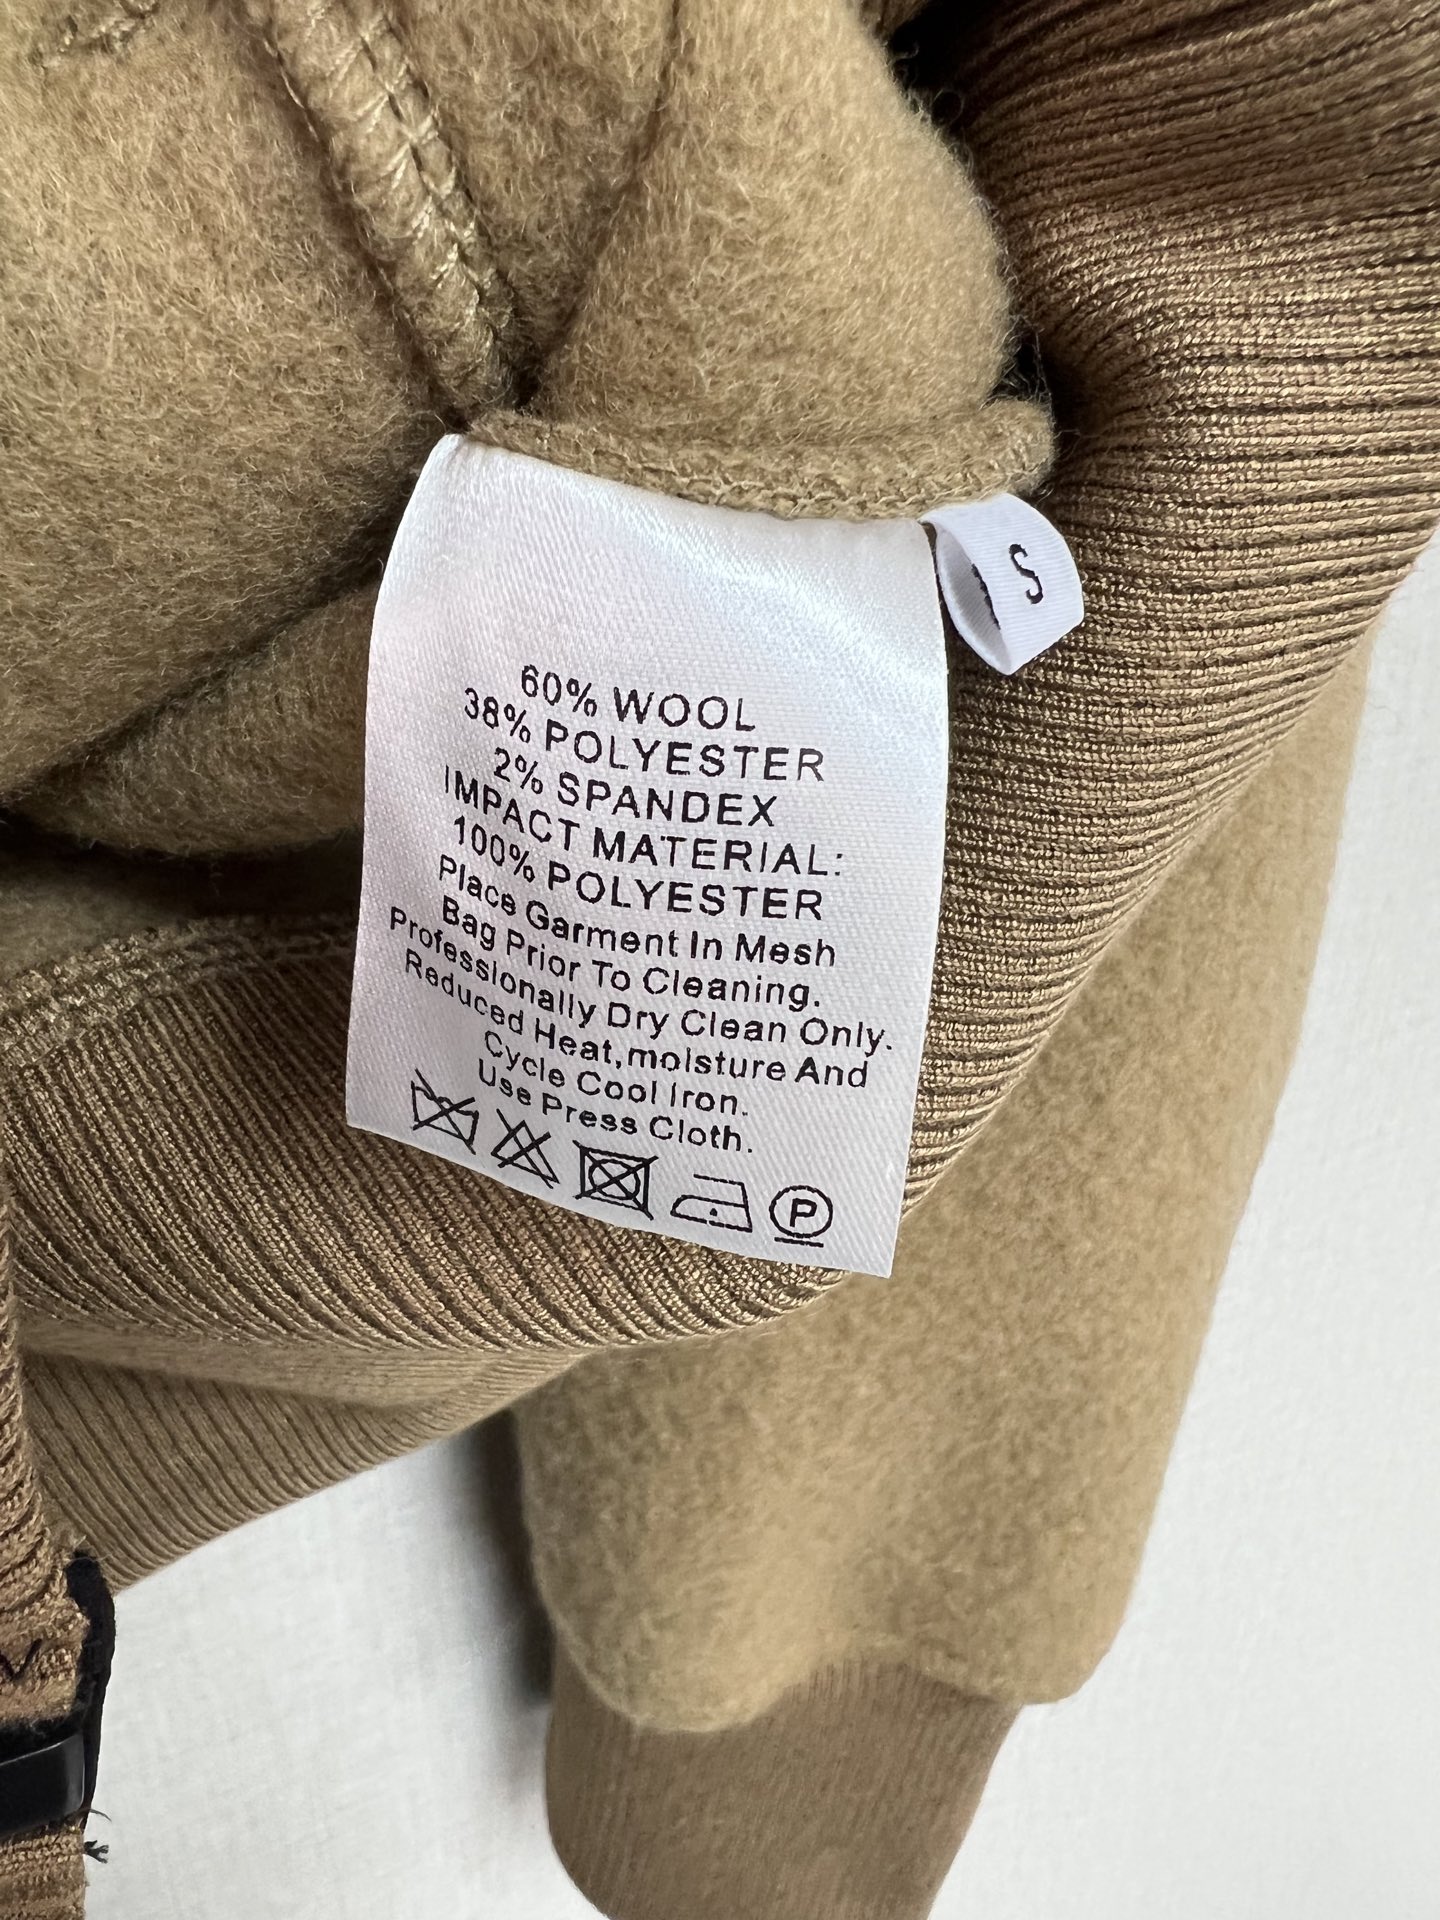 S
60% WOOL
38% POLYESTER
2% SPANDEX
IMPACT MATERIAL:
100% POLYESTER
Place Garment In Mesh
Bag Prior To Cleaning.
Professionally Dry Clean Only.
Reduced Heat,moisture And
Cycle Cool Iron.
Use Press Cloth.
P